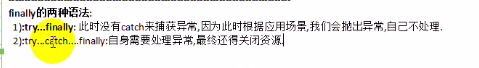 finally的两种语法:
1):try...finally: 此时没有catch来捕获异常,因为此时根据应用场景,我们会抛出异常,自己不处理.
2):try...catch....finally:自身需要处理异常,最终还得关闭资源.